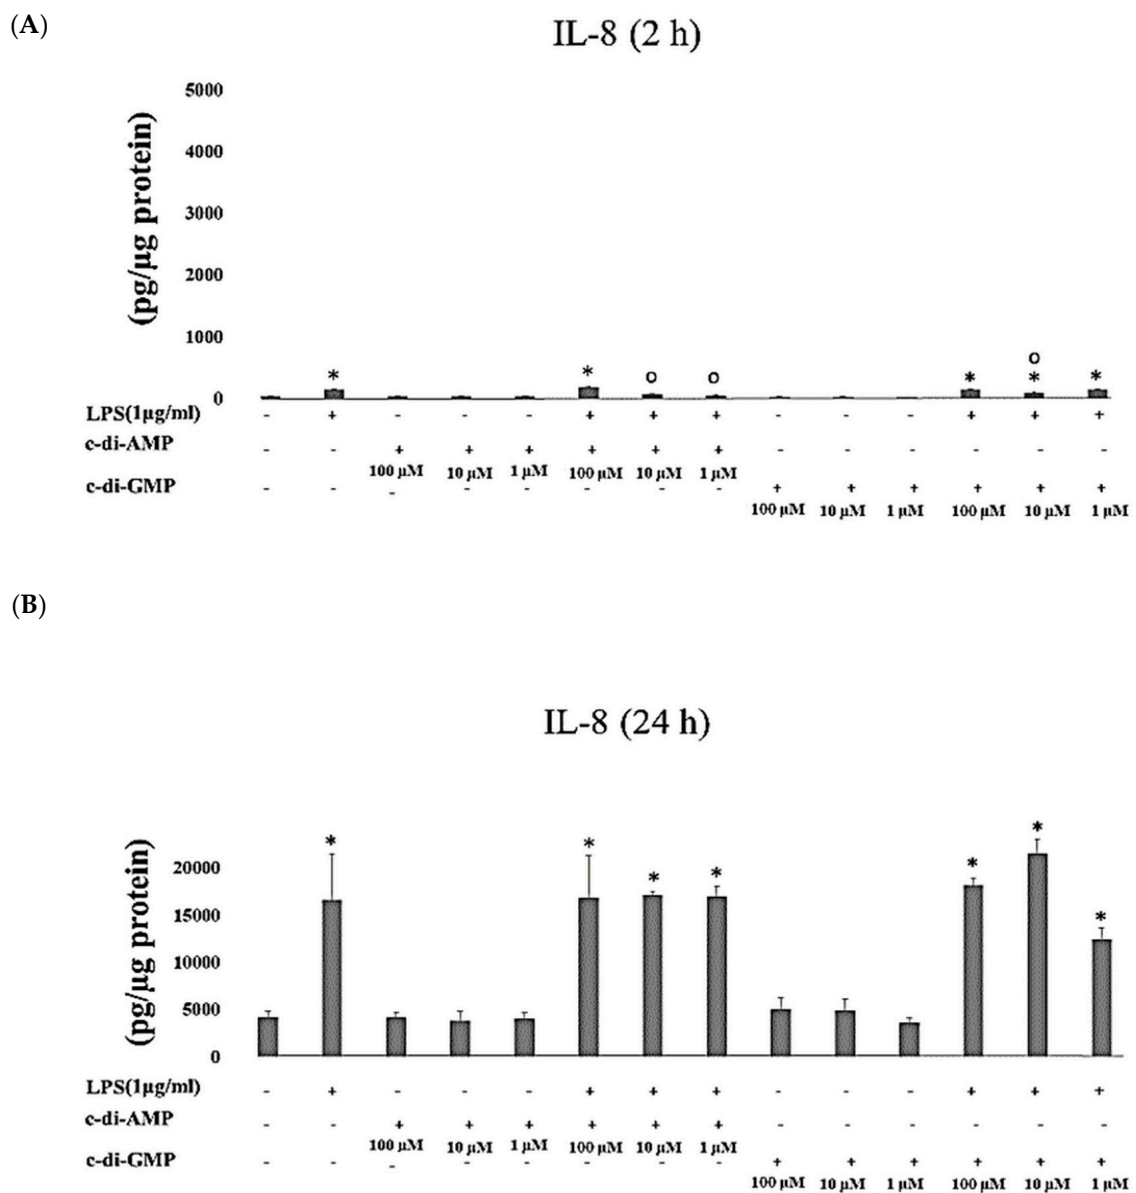 (A)
IL-8 (2 h)
(pg/µg protein)
5000
4000
3000
2000
1000
0
* * o o * o * *
LPS(1µg/ml) - + - - - + + + - - - + + +
c-di-AMP - - + + + + + + - - - - - -
100 µM 10 µM 1 µM 100 µM 10 µM 1 µM
c-di-GMP - - - - - - - - + + + + + +
100 µM 10 µM 1 µM 100 µM 10 µM 1 µM
(B)
IL-8 (24 h)
(pg/µg protein)
20000
15000
10000
5000
0
* * * * * * *
LPS(1µg/ml) - + - - - + + + - - - + + +
c-di-AMP - - + + + + + + - - - - - -
100 µM 10 µM 1 µM 100 µM 10 µM 1 µM
c-di-GMP - - - - - - - - + + + + + +
100 µM 10 µM 1 µM 100 µM 10 µM 1 µM